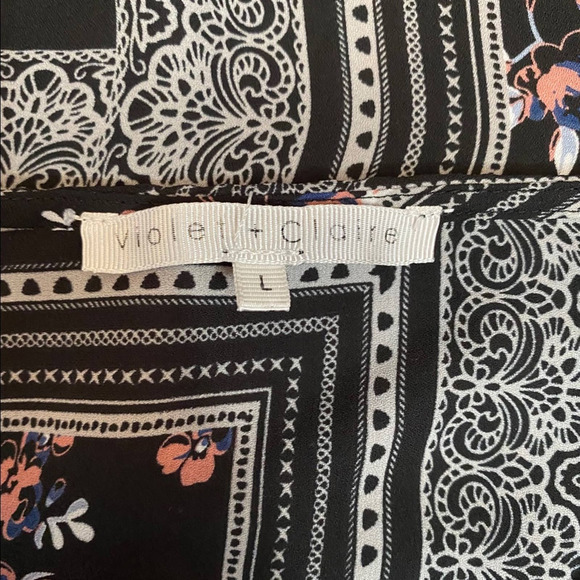 Violet + Claire
L